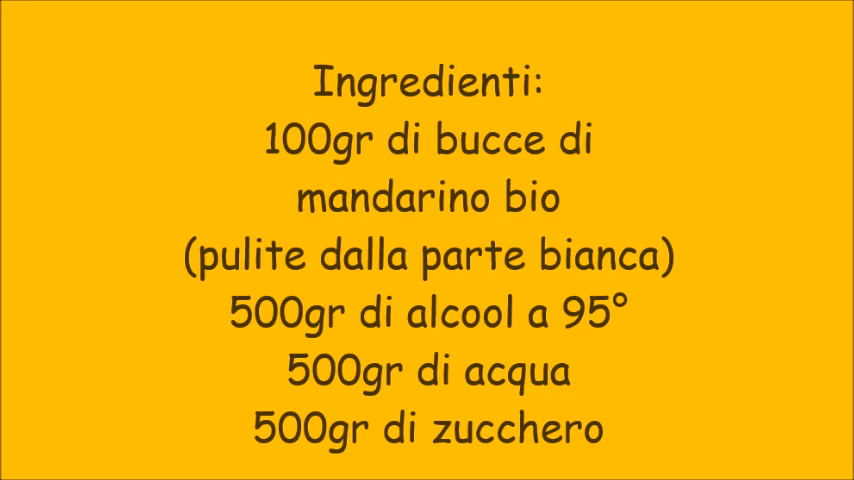 Ingredienti:
100gr di bucce di
mandarino bio
(pulite dalla parte bianca)
500gr di alcool a 95°
500gr di acqua
500gr di zucchero